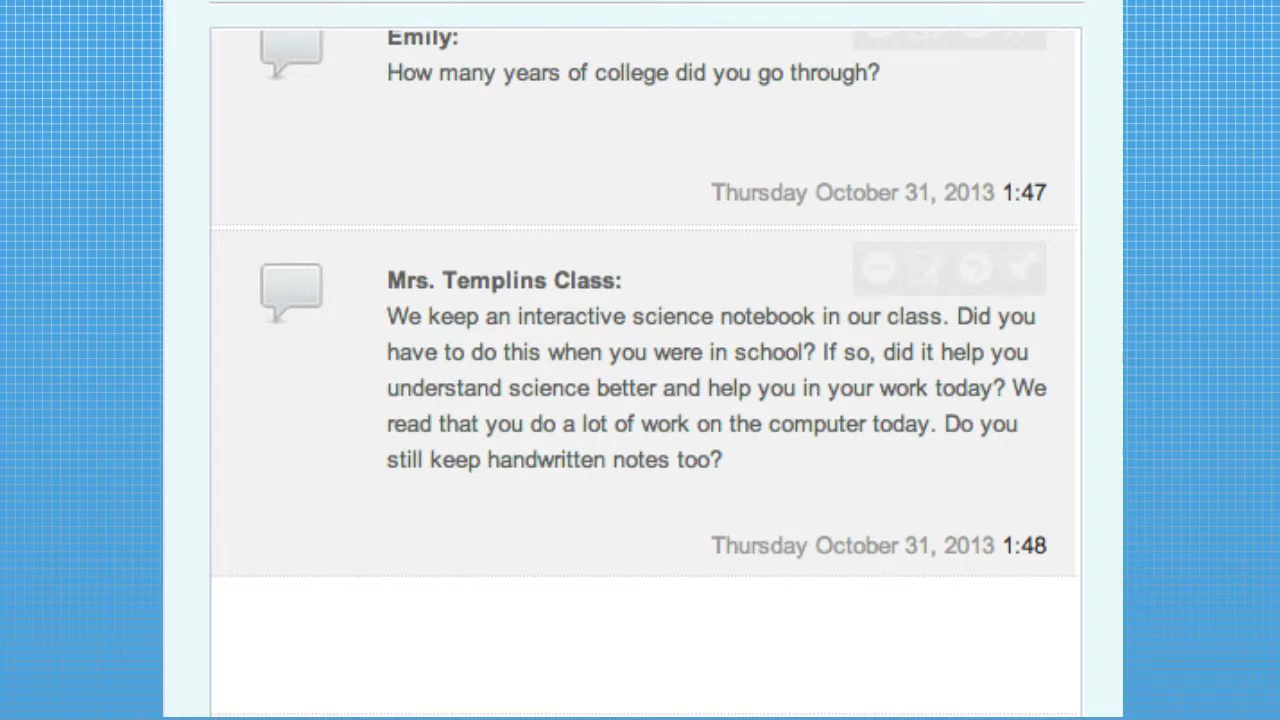 Emily:
How many years of college did you go through?
Thursday October 31, 2013 1:47
Mrs. Templins Class:
We keep an interactive science notebook in our class. Did you
have to do this when you were in school? If so, did it help you
understand science better and help you in your work today? We
read that you do a lot of work on the computer today. Do you
still keep handwritten notes too?
Thursday October 31, 2013 1:48